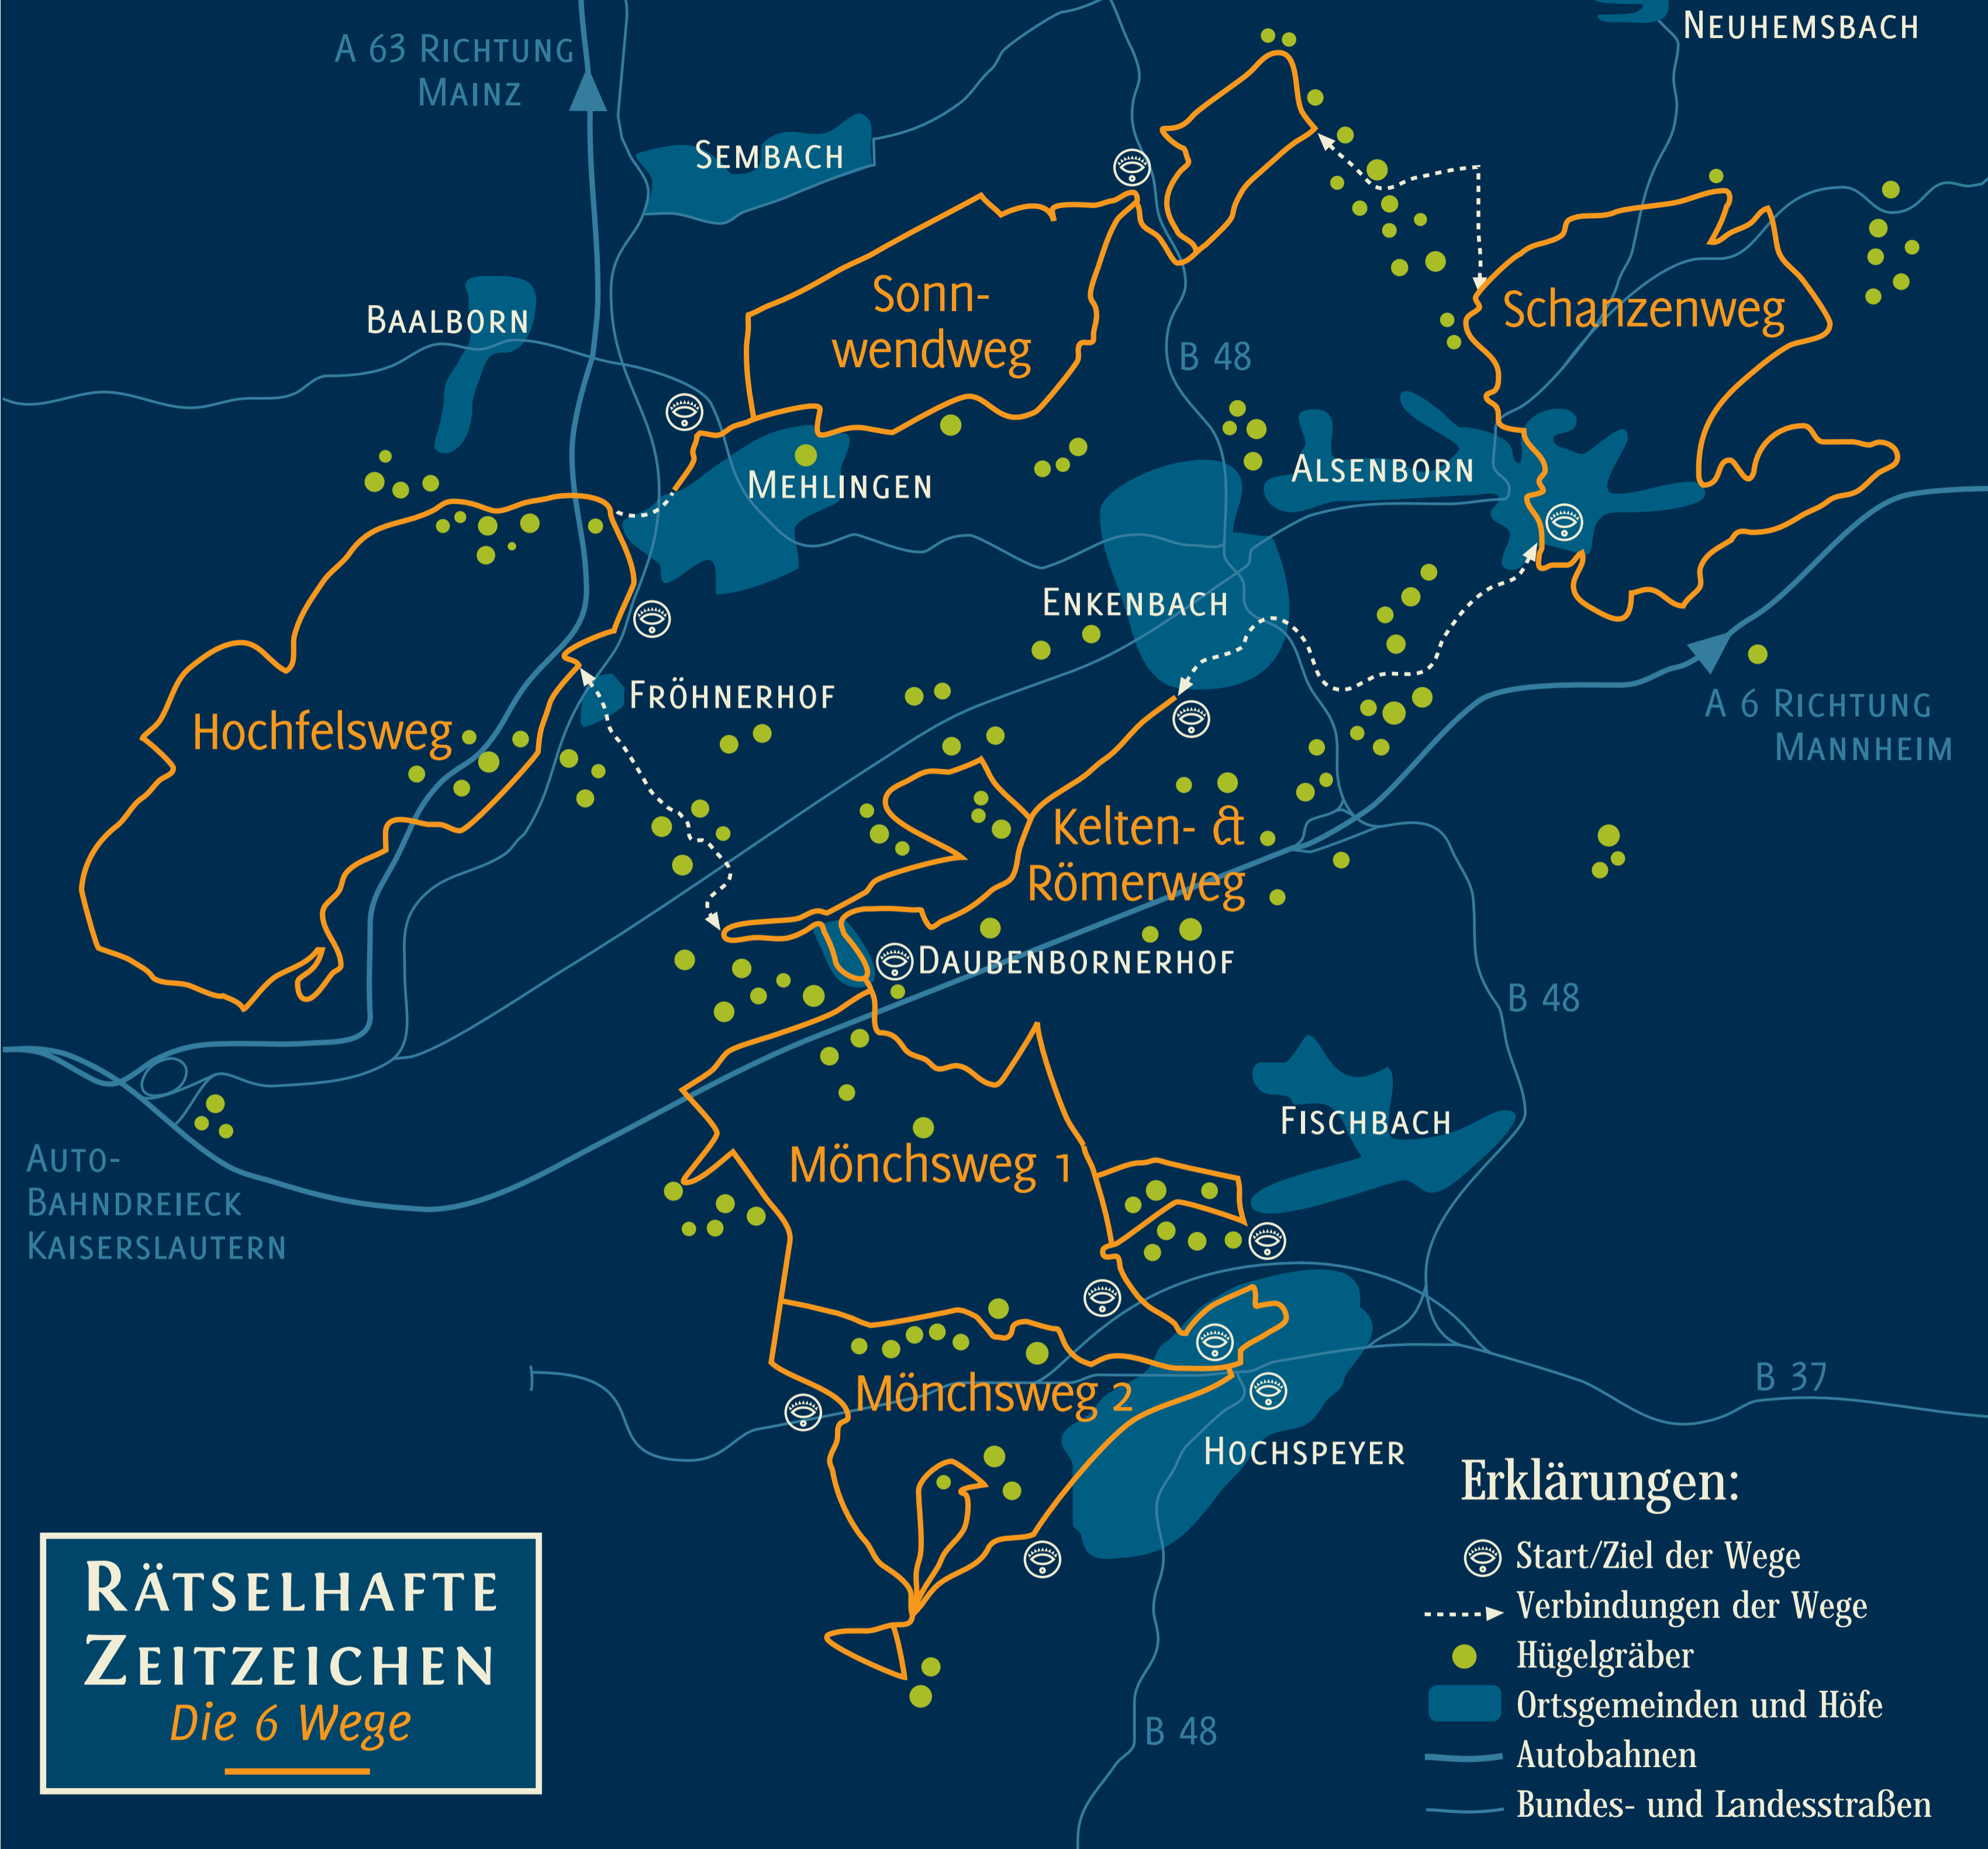 Neuhemsbach
A 63 Richtung
Mainz
Sembach
Baalborn
Sonn-
wendweg
Schanzenweg
B 48
Mehlingen
Alsenborn
Enkenbach
Fröhnerhof
Hochfelsweg
A 6 Richtung
Mannheim
Kelten- &
Römerweg
Daubenbornerhof
B 48
Fischbach
Mönchsweg 1
Auto-
bahndreieck
Kaiserslautern
Mönchsweg 2
B 37
Hochspeyer
B 48
Rätselhafte
Zeitzeichen
Die 6 Wege
Erklärungen:
Start/Ziel der Wege
Verbindungen der Wege
Hügelgräber
Ortsgemeinden und Höfe
Autobahnen
Bundes- und Landesstraßen